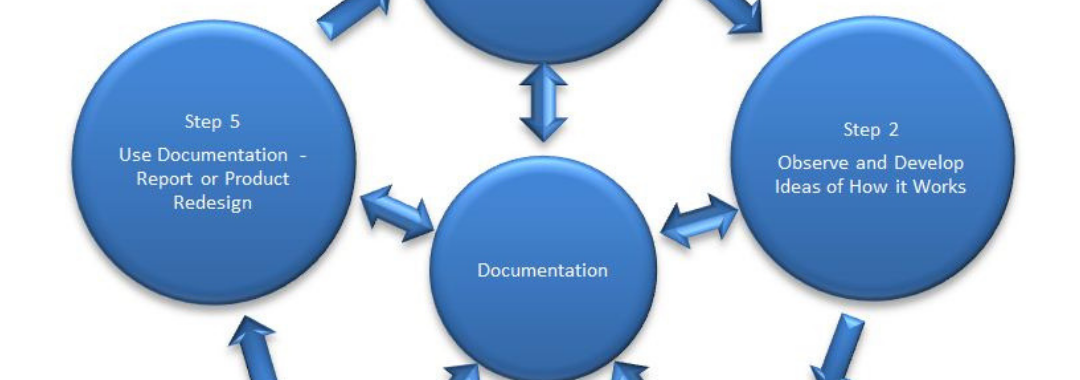 Step 5
Use Documentation -
Report or Product
Redesign
Step 2
Observe and Develop
Ideas of How it Works
Documentation